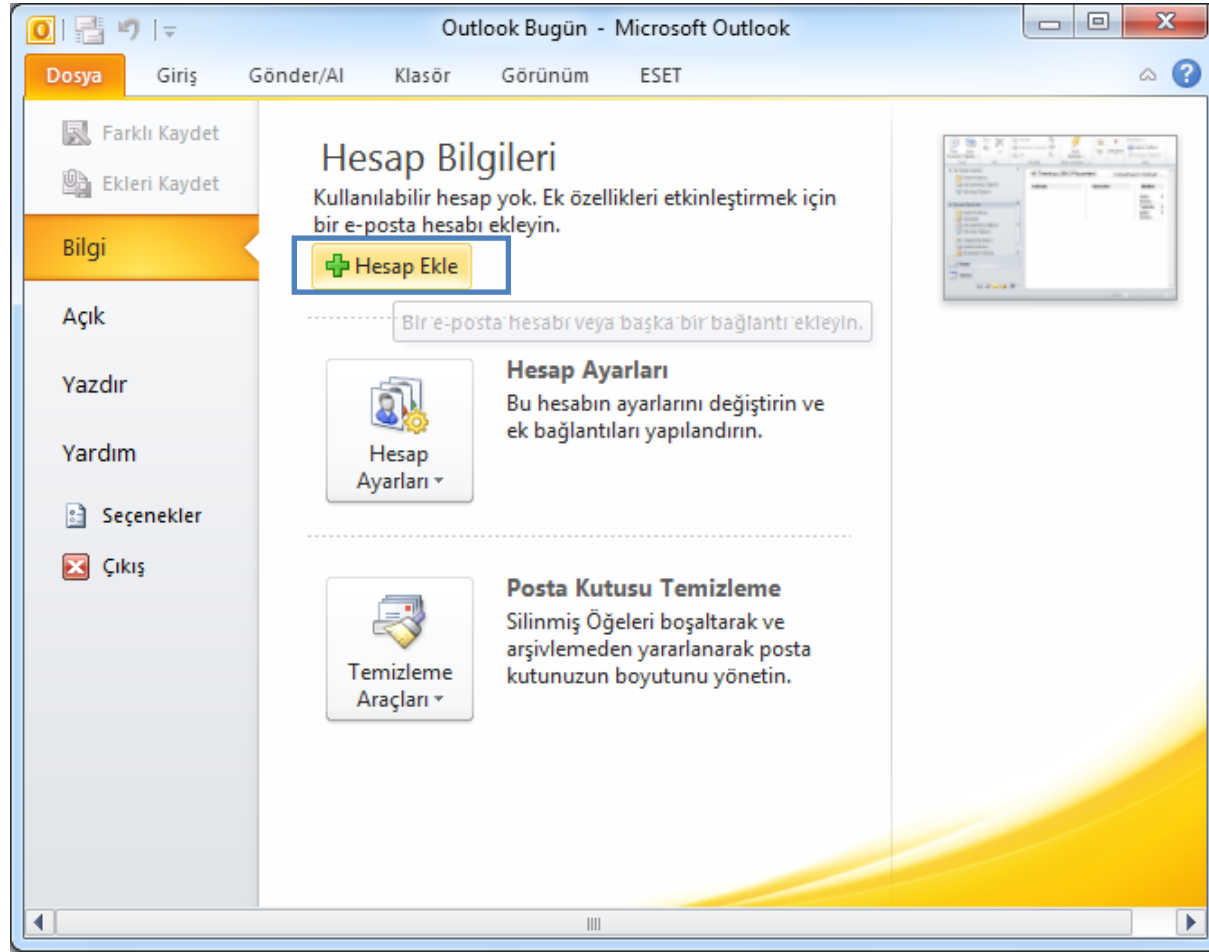 Outlook Bugün - Microsoft Outlook
Dosya Giriş Gönder/Al Klasör Görünüm ESET
Farklı Kaydet
Ekleri Kaydet
Bilgi
Açık
Yazdır
Yardım
Seçenekler
Çıkış
Hesap Bilgileri
Kullanılabilir hesap yok. Ek özellikleri etkinleştirmek için
bir e-posta hesabı ekleyin.
Hesap Ekle
Bir e-posta hesabı veya başka bir bağlantı ekleyin.
Hesap
Ayarları
Hesap Ayarları
Bu hesabın ayarlarını değiştirin ve
ek bağlantıları yapılandırın.
Temizleme
Araçları
Posta Kutusu Temizleme
Silinmiş Öğeleri boşaltarak ve
arşivlemeden yararlanarak posta
kutunuzun boyutunu yönetin.